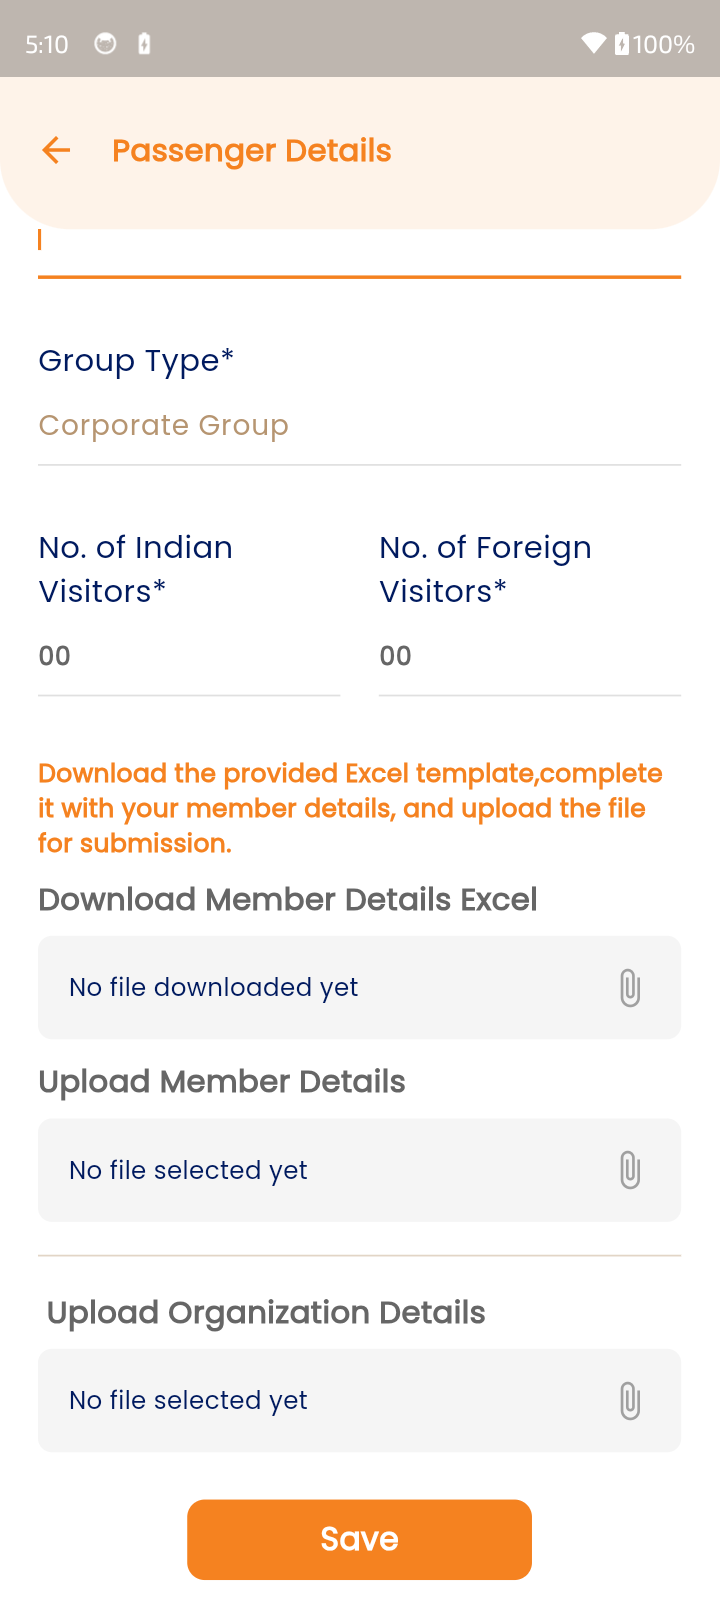 5:10
100%
Passenger Details
Group Type*
Corporate Group
No. of Indian
Visitors*
No. of Foreign
Visitors*
00
00
Download the provided Excel template,complete
it with your member details, and upload the file
for submission.
Download Member Details Excel
No file downloaded yet
Upload Member Details
No file selected yet
Upload Organization Details
No file selected yet
Save